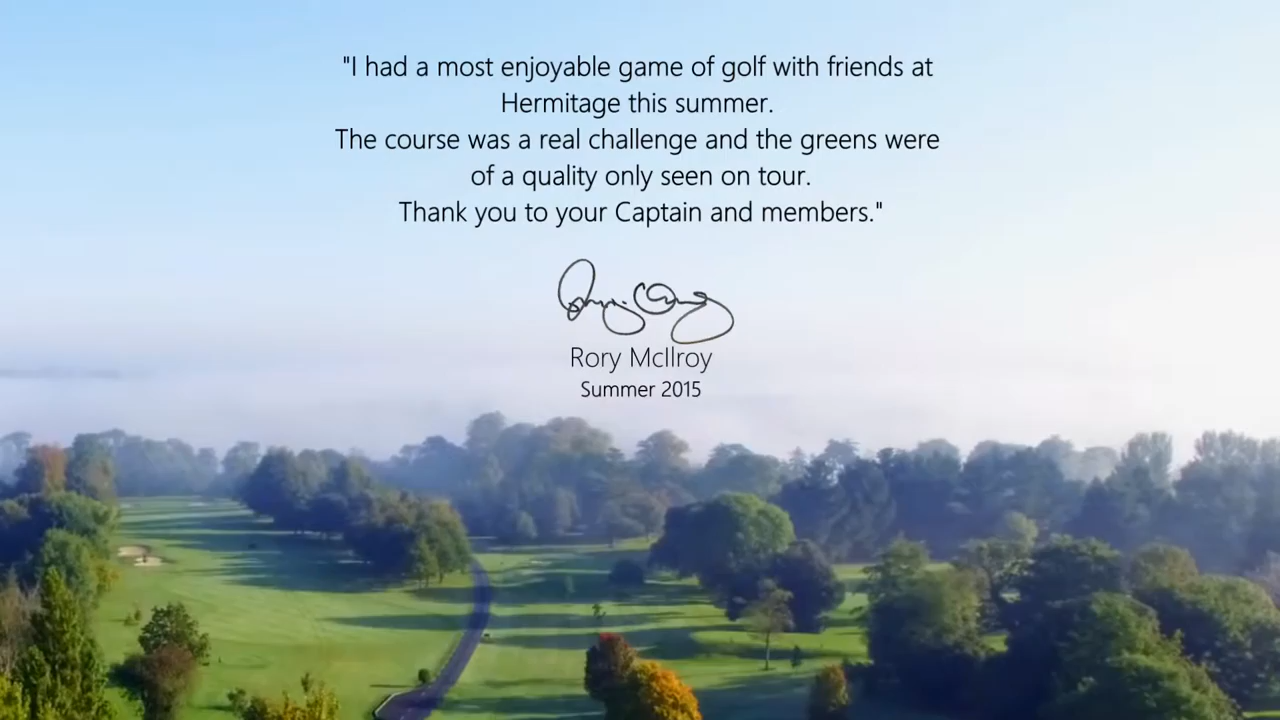 "I had a most enjoyable game of golf with friends at
Hermitage this summer.
The course was a real challenge and the greens were
of a quality only seen on tour.
Thank you to your Captain and members."
Rory McIlroy
Summer 2015